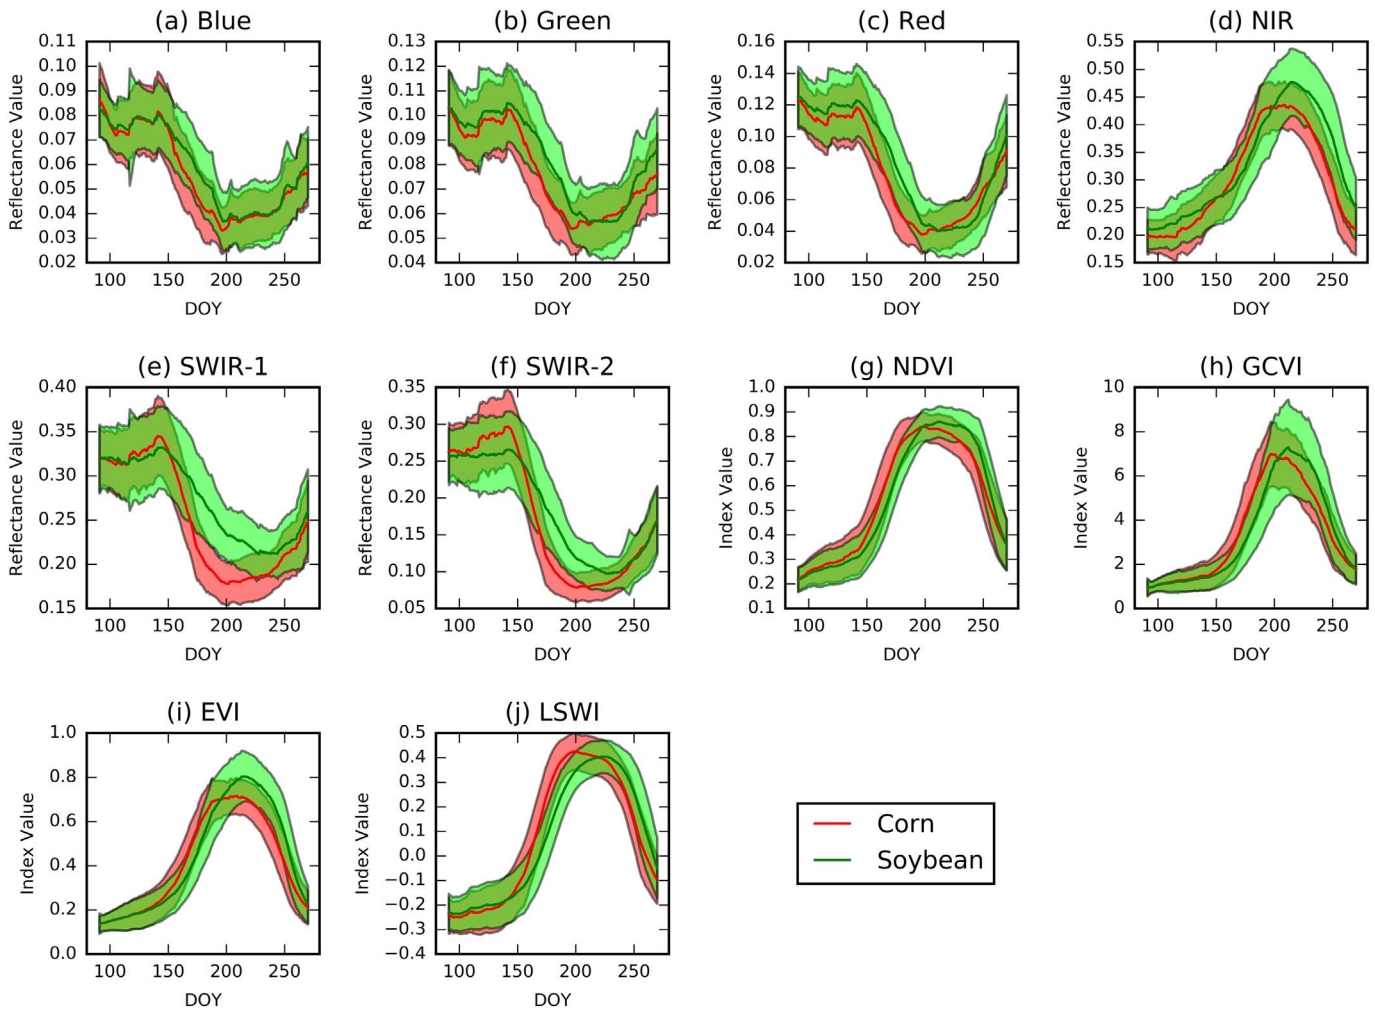 (a) Blue
Reflectance Value
0.11
0.10
0.09
0.08
0.07
0.06
0.05
0.04
0.03
0.02
100 150 200 250
DOY
(b) Green
Reflectance Value
0.13
0.12
0.11
0.10
0.09
0.08
0.07
0.06
0.05
0.04
100 150 200 250
DOY
(c) Red
Reflectance Value
0.16
0.14
0.12
0.10
0.08
0.06
0.04
0.02
100 150 200 250
DOY
(d) NIR
Reflectance Value
0.55
0.50
0.45
0.40
0.35
0.30
0.25
0.20
0.15
100 150 200 250
DOY
(e) SWIR-1
Reflectance Value
0.40
0.35
0.30
0.25
0.20
0.15
100 150 200 250
DOY
(f) SWIR-2
Reflectance Value
0.35
0.30
0.25
0.20
0.15
0.10
0.05
100 150 200 250
DOY
(g) NDVI
Index Value
1.0
0.9
0.8
0.7
0.6
0.5
0.4
0.3
0.2
0.1
100 150 200 250
DOY
(h) GCVI
Index Value
10
8
6
4
2
0
100 150 200 250
DOY
(i) EVI
Index Value
1.0
0.8
0.6
0.4
0.2
0.0
100 150 200 250
DOY
(j) LSWI
Index Value
0.5
0.4
0.3
0.2
0.1
0.0
−0.1
−0.2
−0.3
−0.4
100 150 200 250
DOY
Corn
Soybean